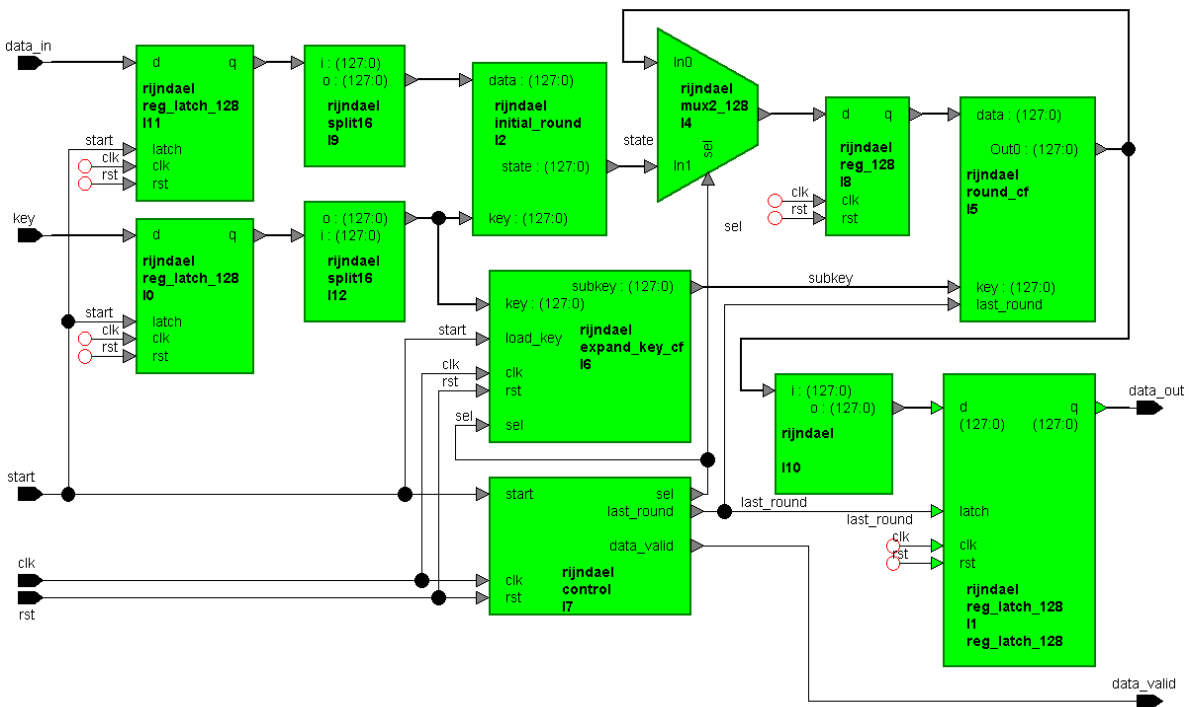 data_in
d q
rijndael
reg_latch_128
I11
start
latch
clk
clk
rst
rst
i : (127:0)
o : (127:0)
rijndael
split16
I9
data : (127:0)
rijndael
initial_round
I2
state : (127:0)
key : (127:0)
state
In0
rijndael
mux2_128
I4
sel
In1
d q
rijndael
reg_128
I8
clk
clk
rst
rst
data : (127:0)
Out0 : (127:0)
rijndael
round_cf
I5
key : (127:0)
last_round
key
d q
rijndael
reg_latch_128
I0
start
latch
clk
clk
rst
rst
o : (127:0)
i : (127:0)
rijndael
split16
I12
sel
subkey : (127:0)
subkey
key : (127:0)
start
load_key
rijndael
expand_key_cf
I6
clk
clk
rst
rst
sel
sel
i : (127:0)
o : (127:0)
rijndael
I10
d q
(127:0) (127:0)
data_out
latch
last_round
clk
clk
rst
rst
rijndael
reg_latch_128
I1
reg_latch_128
start
start
sel
last_round
last_round
data_valid
clk
clk
rijndael
control
I7
rst
rst
data_valid